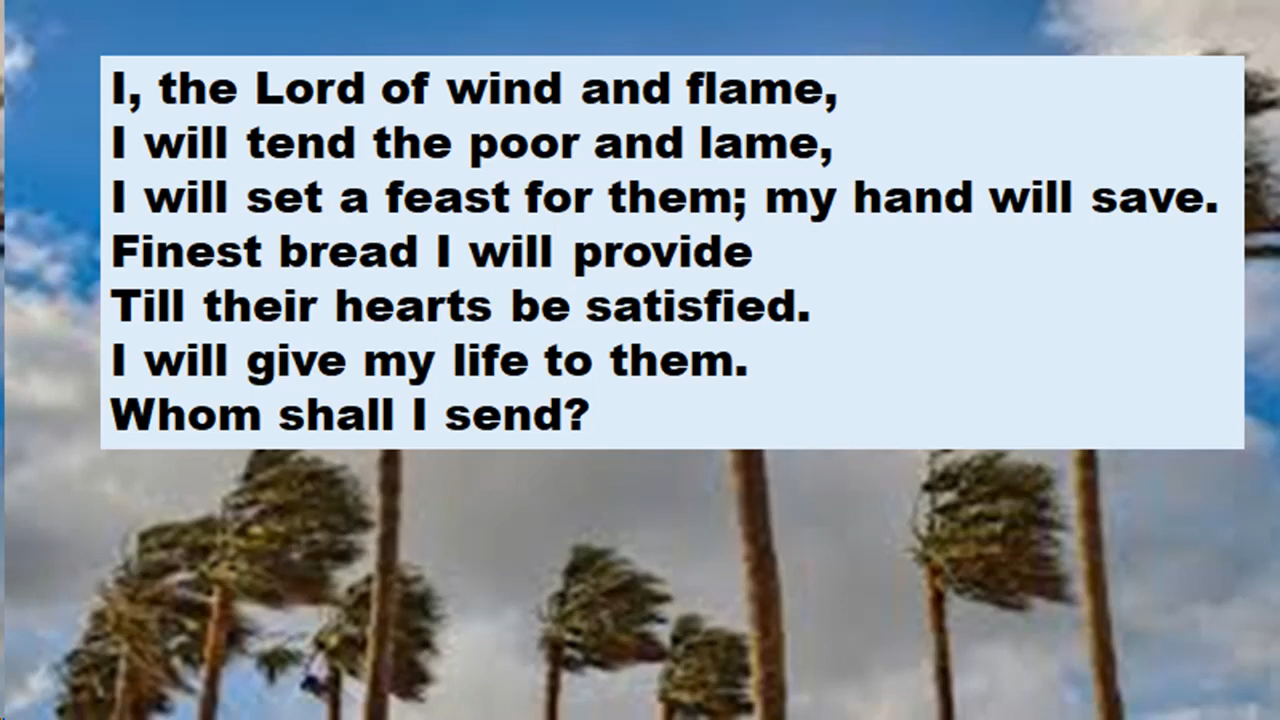 I, the Lord of wind and flame,
I will tend the poor and lame,
I will set a feast for them; my hand will save.
Finest bread I will provide
Till their hearts be satisfied.
I will give my life to them.
Whom shall I send?